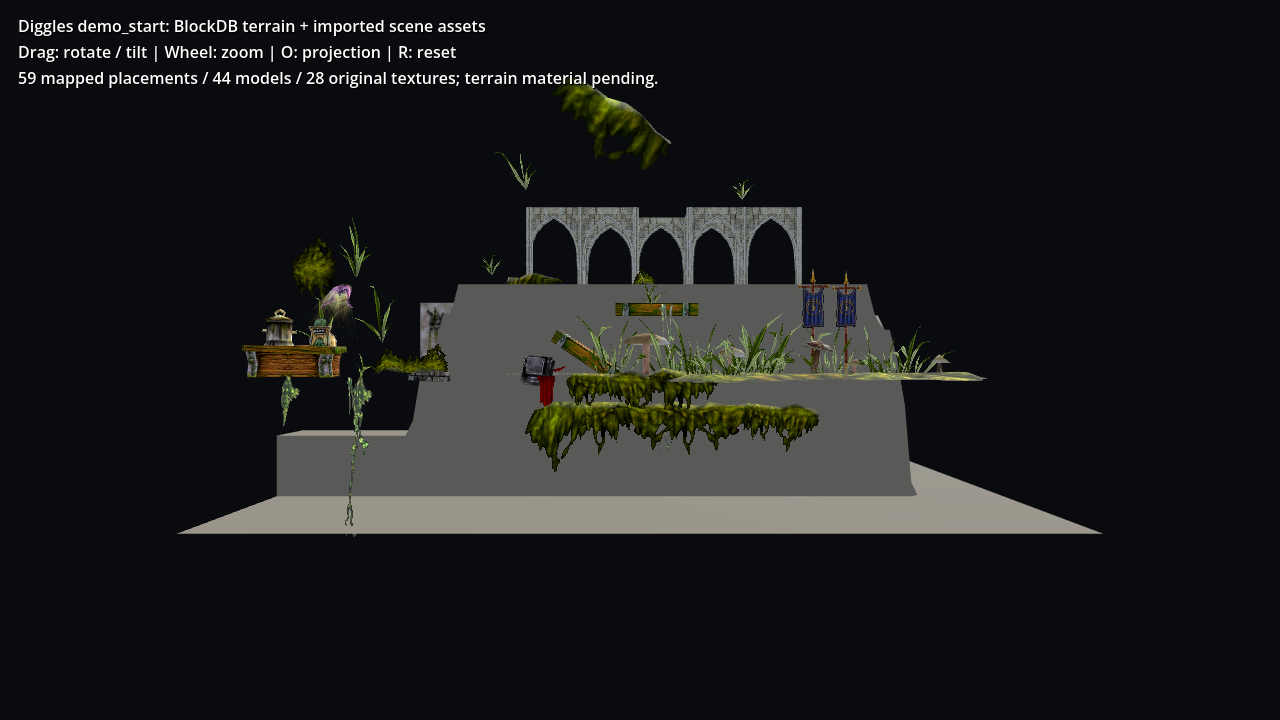 Diggles demo_start: BlockDB terrain + imported scene assets
Drag: rotate / tilt | Wheel: zoom | O: projection | R: reset
59 mapped placements / 44 models / 28 original textures; terrain material pending.